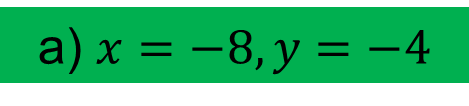 a) x = −8, y = −4